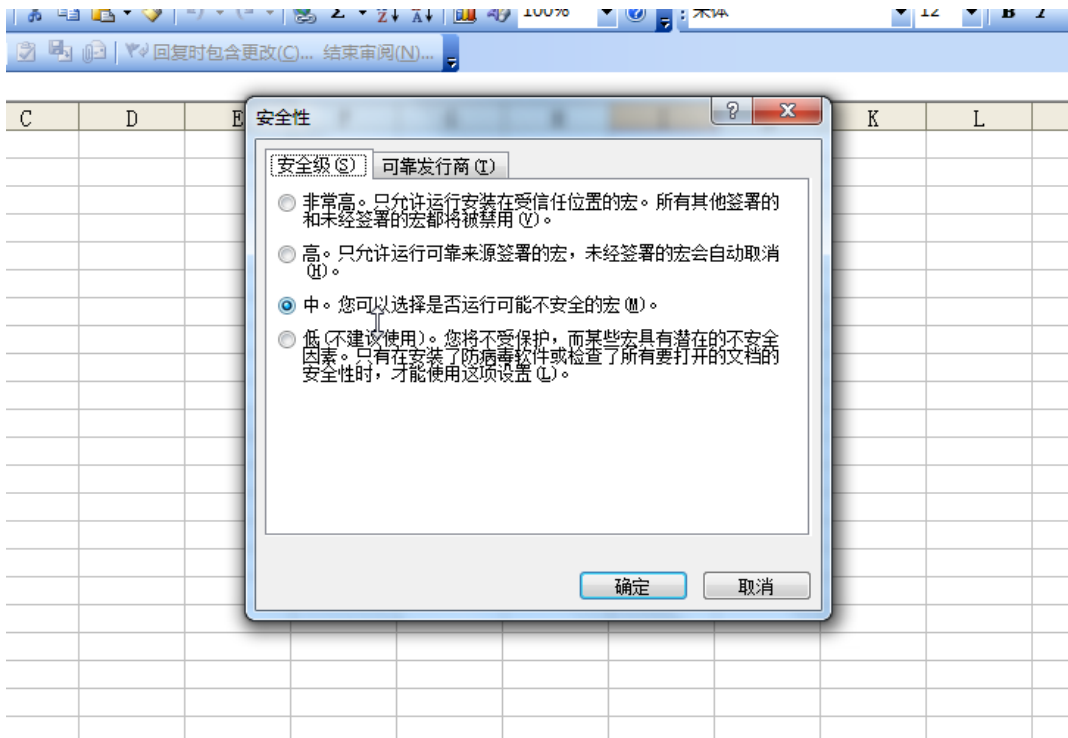 Σ
100%
宋体
12
B
I
回复时包含更改(C)... 结束审阅(N)...
C D E K L
安全性
安全级(S) 可靠发行商(T)
非常高。只允许运行安装在受信任位置的宏。所有其他签署的
和未经签署的宏都将被禁用(V)。
高。只允许运行可靠来源签署的宏，未经签署的宏会自动取消
(H)。
中。您可以选择是否运行可能不安全的宏(M)。
低(不建议使用)。您将不受保护，而某些宏具有潜在的不安全
因素。只有在安装了防病毒软件或检查了所有要打开的文档的
安全性时，才能使用这项设置(L)。
确定 取消